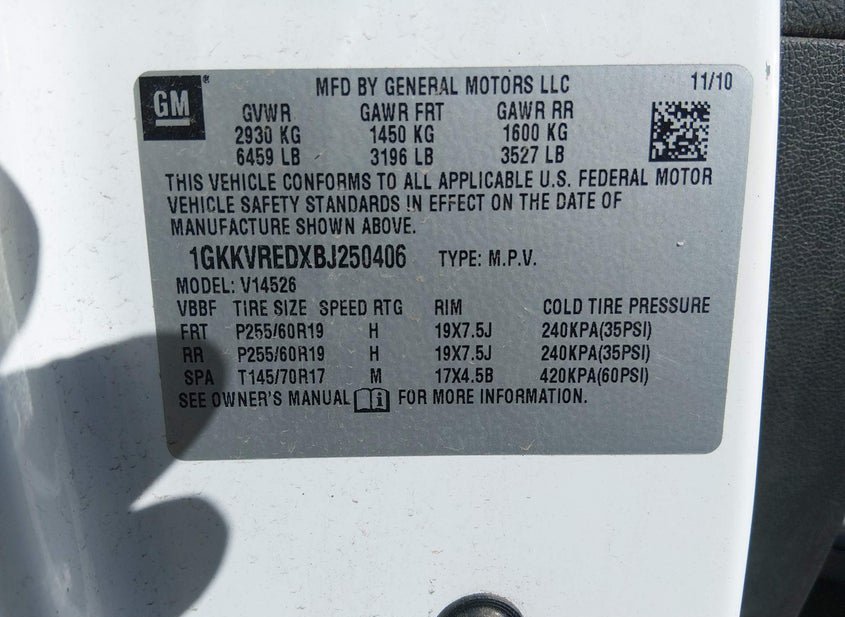 GM® MFD BY GENERAL MOTORS LLC 11/10
GVWR GAWR FRT GAWR RR
2930 KG 1450 KG 1600 KG
6459 LB 3196 LB 3527 LB
THIS VEHICLE CONFORMS TO ALL APPLICABLE U.S. FEDERAL MOTOR
VEHICLE SAFETY STANDARDS IN EFFECT ON THE DATE OF
MANUFACTURE SHOWN ABOVE.
1GKKVREDXBJ250406 TYPE: M.P.V.
MODEL: V14526
VBBF TIRE SIZE SPEED RTG RIM COLD TIRE PRESSURE
FRT P255/60R19 H 19X7.5J 240KPA(35PSI)
RR P255/60R19 H 19X7.5J 240KPA(35PSI)
SPA T145/70R17 M 17X4.5B 420KPA(60PSI)
SEE OWNER'S MANUAL i FOR MORE INFORMATION.